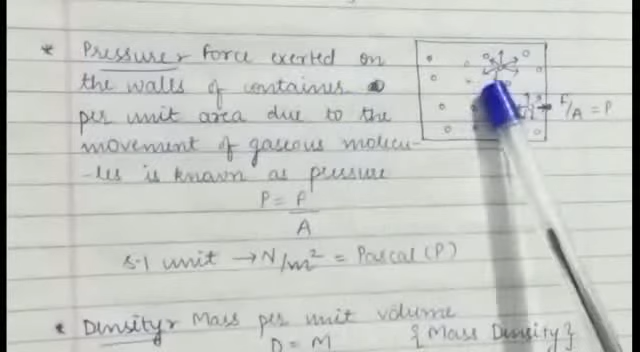 * Pressure → Force exerted on
the walls of container
per unit area due to the
movement of gaseous molecu-
-les is known as pressure
F/A = P
P = F
A
S.I unit → N/m² = Pascal (P)
* Density → Mass per unit volume
D = M {Mass Density}